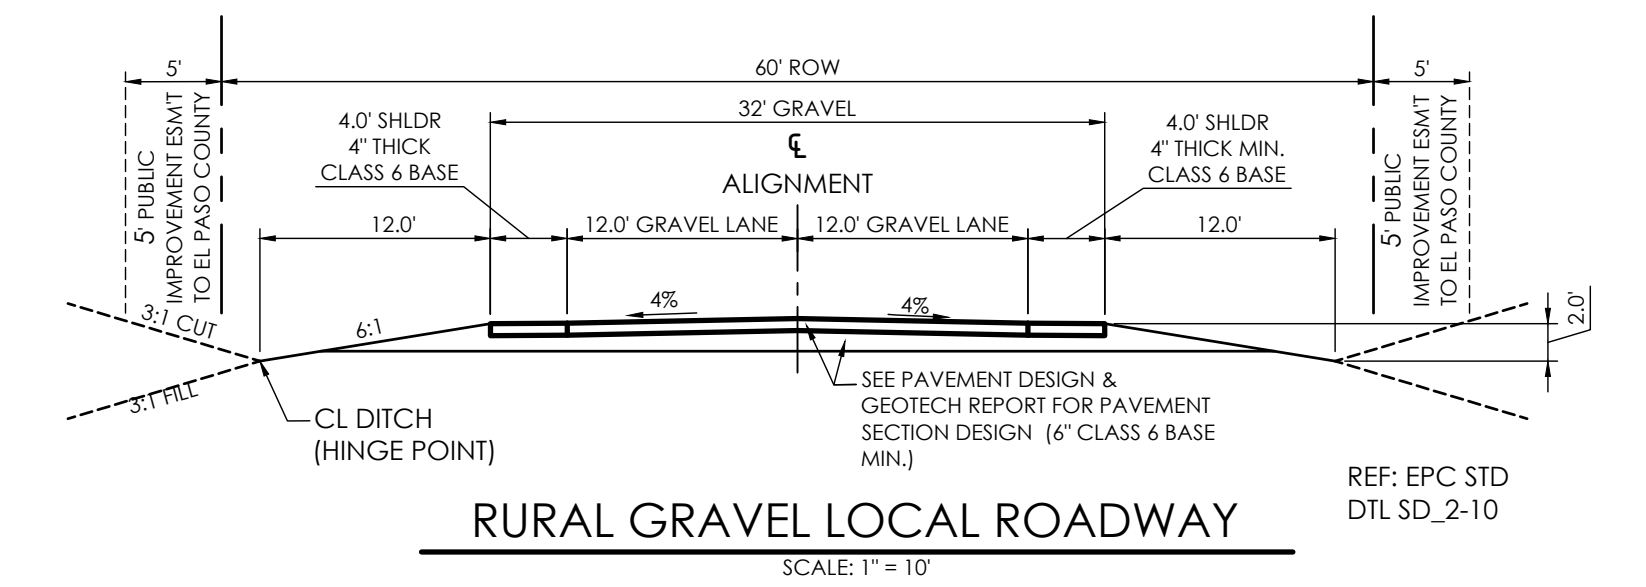 5'
60' ROW
5'
32' GRAVEL
4.0' SHLDR
4" THICK
CLASS 6 BASE
℄
ALIGNMENT
4.0' SHLDR
4" THICK MIN.
CLASS 6 BASE
5' PUBLIC
IMPROVEMENT ESM'T
TO EL PASO COUNTY
5' PUBLIC
IMPROVEMENT ESM'T
TO EL PASO COUNTY
12.0'
12.0' GRAVEL LANE
12.0' GRAVEL LANE
12.0'
3:1 CUT
6:1
4%
4%
2.0'
3:1 FILL
CL DITCH
(HINGE POINT)
SEE PAVEMENT DESIGN &
GEOTECH REPORT FOR PAVEMENT
SECTION DESIGN (6" CLASS 6 BASE
MIN.)
REF: EPC STD
DTL SD_2-10
RURAL GRAVEL LOCAL ROADWAY
SCALE: 1" = 10'